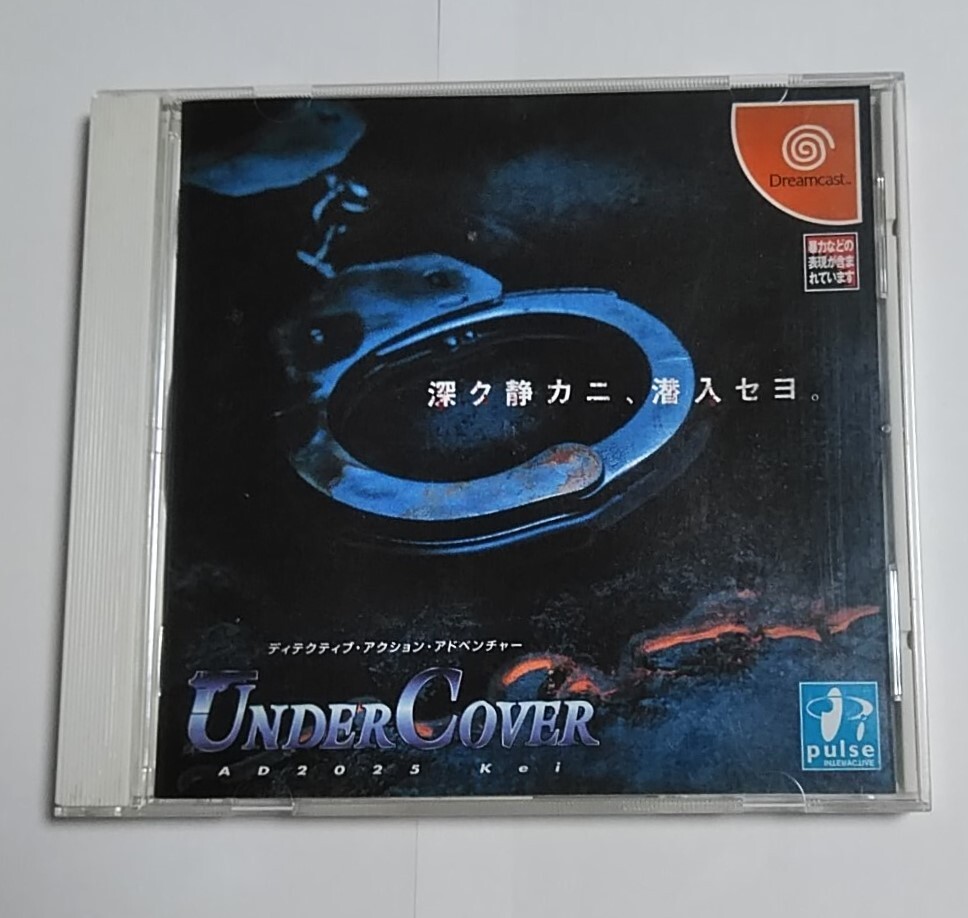 Dreamcast™
暴力などの
表現が含ま
れています
深ク静カニ、潜入セヨ。
ディテクティブ・アクション・アドベンチャー
UNDERCOVER
AD2025 Kei
pulse
INTERACTIVE